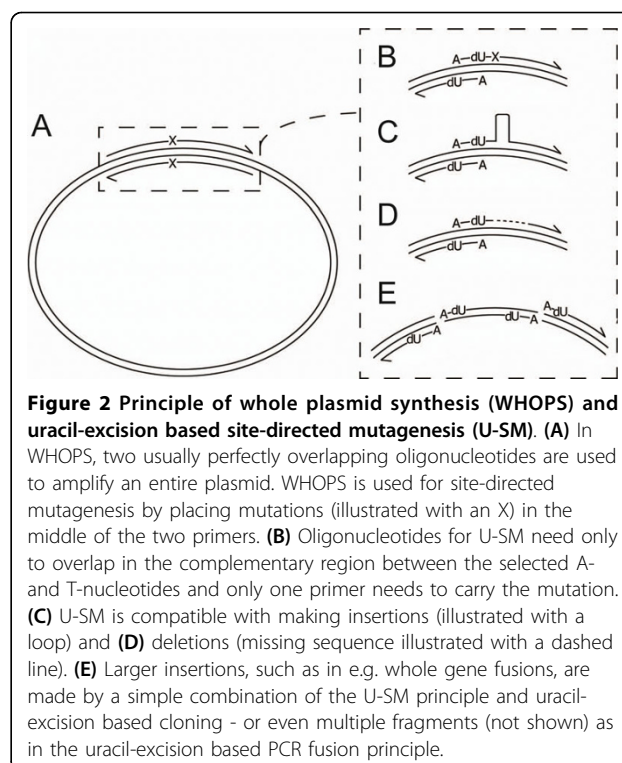 A
X
X
B
A-dU-X
dU-A
C
A-dU
dU-A
D
A-dU
dU-A
E
A-dU
dU-A
dU-A
A-dU
Figure 2 Principle of whole plasmid synthesis (WHOPS) and
uracil-excision based site-directed mutagenesis (U-SM). (A) In
WHOPS, two usually perfectly overlapping oligonucleotides are used
to amplify an entire plasmid. WHOPS is used for site-directed
mutagenesis by placing mutations (illustrated with an X) in the
middle of the two primers. (B) Oligonucleotides for U-SM need only
to overlap in the complementary region between the selected A-
and T-nucleotides and only one primer needs to carry the mutation.
(C) U-SM is compatible with making insertions (illustrated with a
loop) and (D) deletions (missing sequence illustrated with a dashed
line). (E) Larger insertions, such as in e.g. whole gene fusions, are
made by a simple combination of the U-SM principle and uracil-
excision based cloning - or even multiple fragments (not shown) as
in the uracil-excision based PCR fusion principle.